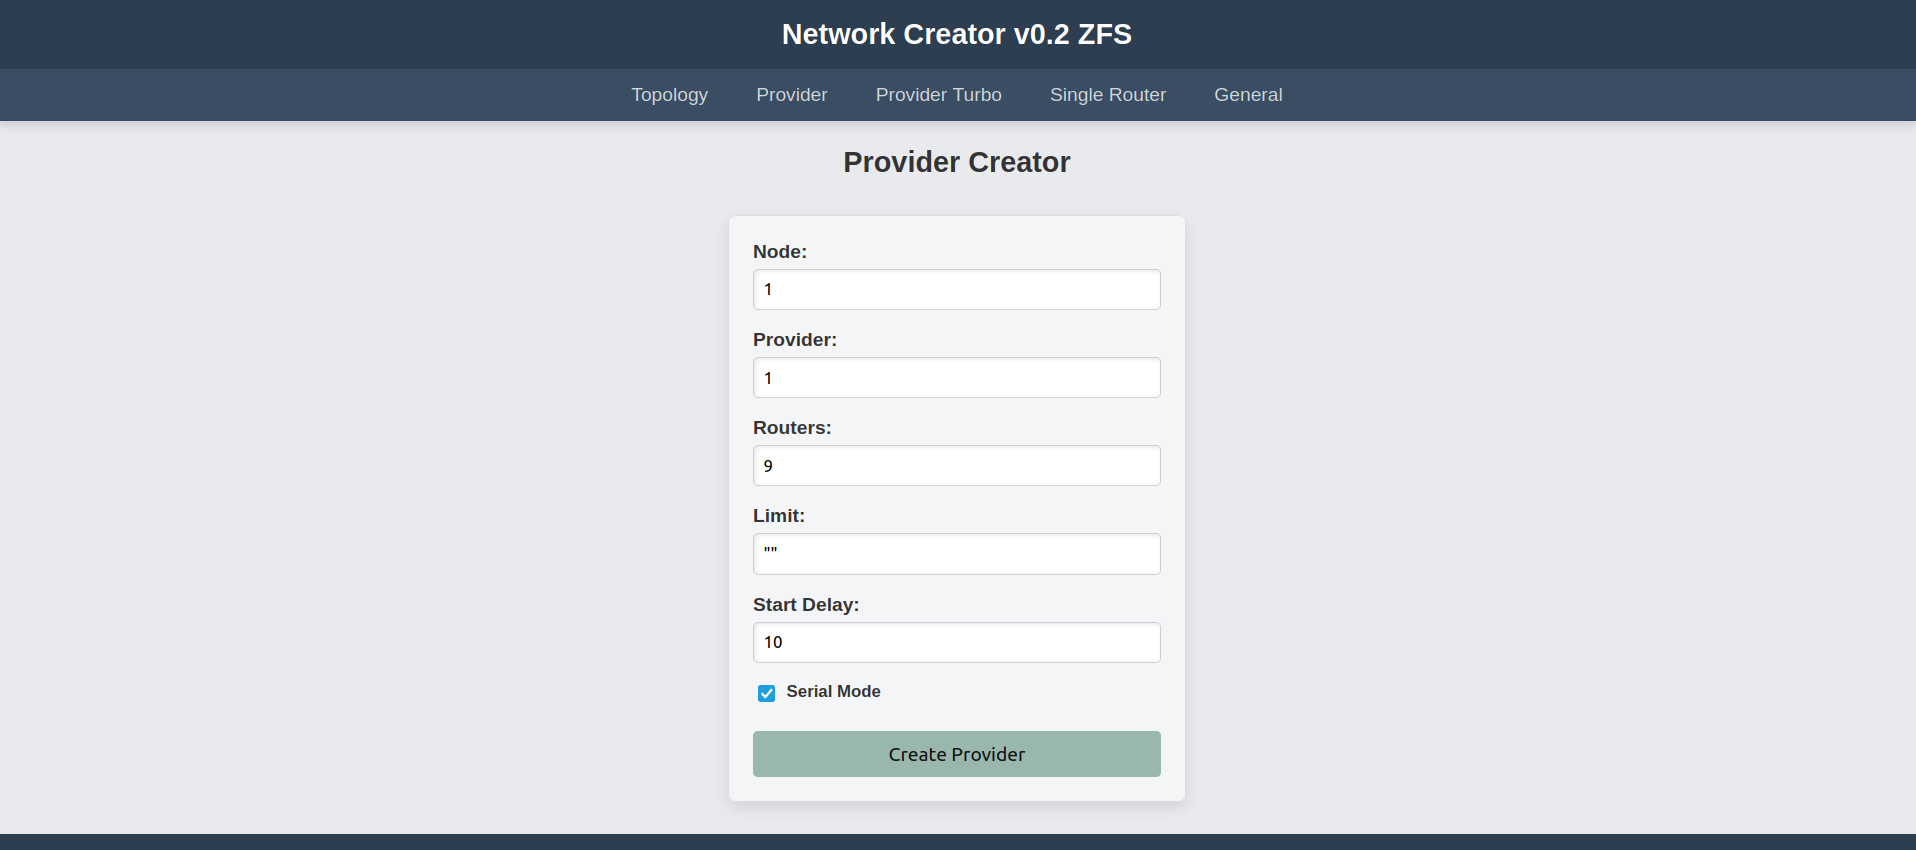 Network Creator v0.2 ZFS
Topology Provider Provider Turbo Single Router General
Provider Creator
Node:
1
Provider:
1
Routers:
9
Limit:
""
Start Delay:
10
Serial Mode
Create Provider